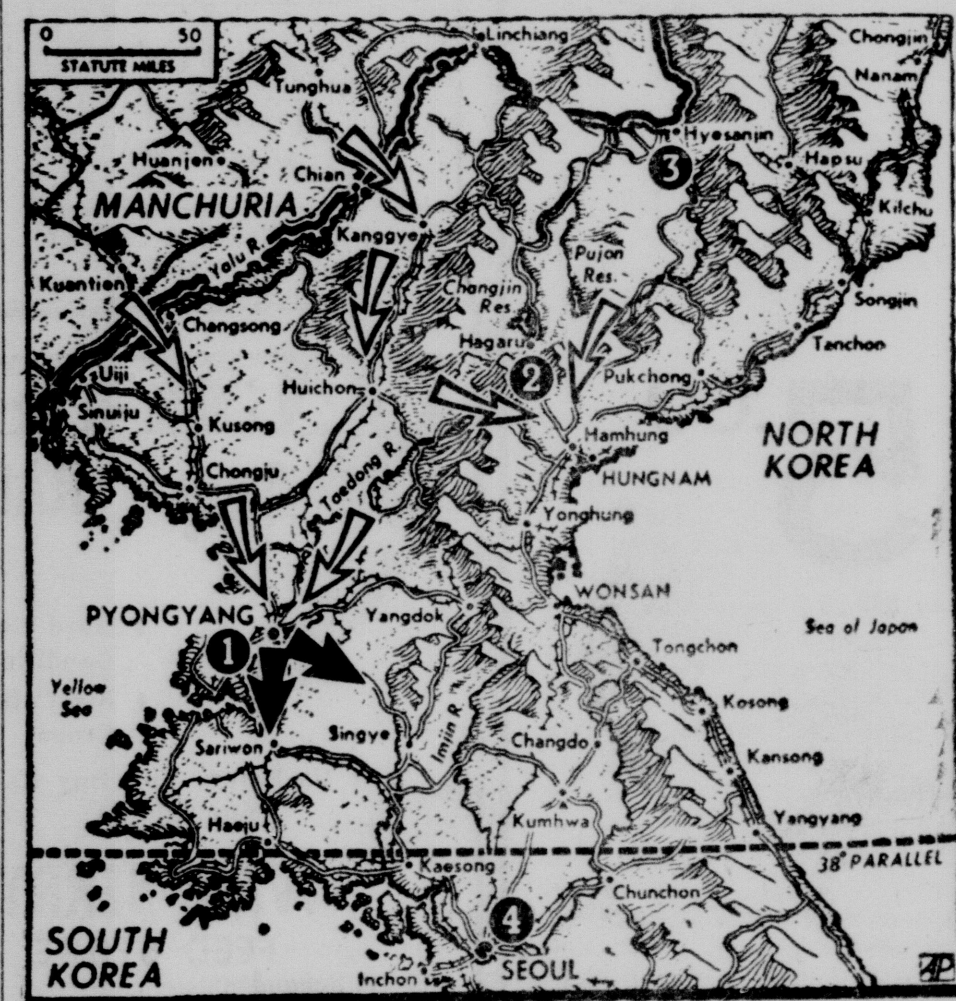 0 50
STATUTE MILES
Linchiang
Chongjin
Nanam
Tunghua
Huanjen
Hyesanjin
Hapsu
Chian
3
MANCHURIA
Kilchu
Kanggye
Yalu R.
Pujon
Res.
Kuantien
Changjin
Res.
Songjin
Changsong
Hagaru
Tanchon
Uiji
2
Pukchong
Huichon
Sinuiju
Kusong
Hamhung
NORTH
KOREA
Chongju
HUNGNAM
Taedong R.
Yonghung
PYONGYANG
Yangdok
WONSAN
Sea of Japan
1
Tongchon
Yellow
Sea
Kosong
Sariwon
Singye
Imjin R.
Changdo
Kansong
Haeju
Kumhwa
Yangyang
38° PARALLEL
Kaesong
Chunchon
4
SOUTH
KOREA
Inchon
SEOUL
AP